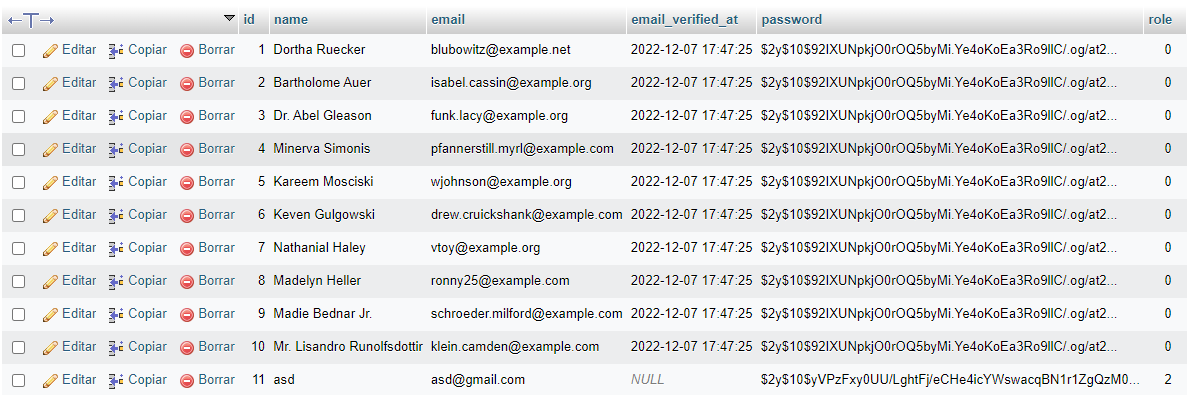 id name email email_verified_at password role
Editar Copiar Borrar 1 Dortha Ruecker blubowitz@example.net 2022-12-07 17:47:25 $2y$10$92IXUNpkjO0rOQ5byMi.Ye4oKoEa3Ro9llC/.og/at2... 0
Editar Copiar Borrar 2 Bartholome Auer isabel.cassin@example.org 2022-12-07 17:47:25 $2y$10$92IXUNpkjO0rOQ5byMi.Ye4oKoEa3Ro9llC/.og/at2... 0
Editar Copiar Borrar 3 Dr. Abel Gleason funk.lacy@example.org 2022-12-07 17:47:25 $2y$10$92IXUNpkjO0rOQ5byMi.Ye4oKoEa3Ro9llC/.og/at2... 0
Editar Copiar Borrar 4 Minerva Simonis pfannerstill.myrl@example.com 2022-12-07 17:47:25 $2y$10$92IXUNpkjO0rOQ5byMi.Ye4oKoEa3Ro9llC/.og/at2... 0
Editar Copiar Borrar 5 Kareem Mosciski wjohnson@example.org 2022-12-07 17:47:25 $2y$10$92IXUNpkjO0rOQ5byMi.Ye4oKoEa3Ro9llC/.og/at2... 0
Editar Copiar Borrar 6 Keven Gulgowski drew.cruickshank@example.com 2022-12-07 17:47:25 $2y$10$92IXUNpkjO0rOQ5byMi.Ye4oKoEa3Ro9llC/.og/at2... 0
Editar Copiar Borrar 7 Nathanial Haley vtoy@example.org 2022-12-07 17:47:25 $2y$10$92IXUNpkjO0rOQ5byMi.Ye4oKoEa3Ro9llC/.og/at2... 0
Editar Copiar Borrar 8 Madelyn Heller ronny25@example.com 2022-12-07 17:47:25 $2y$10$92IXUNpkjO0rOQ5byMi.Ye4oKoEa3Ro9llC/.og/at2... 0
Editar Copiar Borrar 9 Madie Bednar Jr. schroeder.milford@example.com 2022-12-07 17:47:25 $2y$10$92IXUNpkjO0rOQ5byMi.Ye4oKoEa3Ro9llC/.og/at2... 0
Editar Copiar Borrar 10 Mr. Lisandro Runolfsdottir klein.camden@example.com 2022-12-07 17:47:25 $2y$10$92IXUNpkjO0rOQ5byMi.Ye4oKoEa3Ro9llC/.og/at2... 0
Editar Copiar Borrar 11 asd asd@gmail.com NULL $2y$10$yVPzFxy0UU/LghtFj/eCHe4icYWswacqBN1r1ZgQzM0... 2